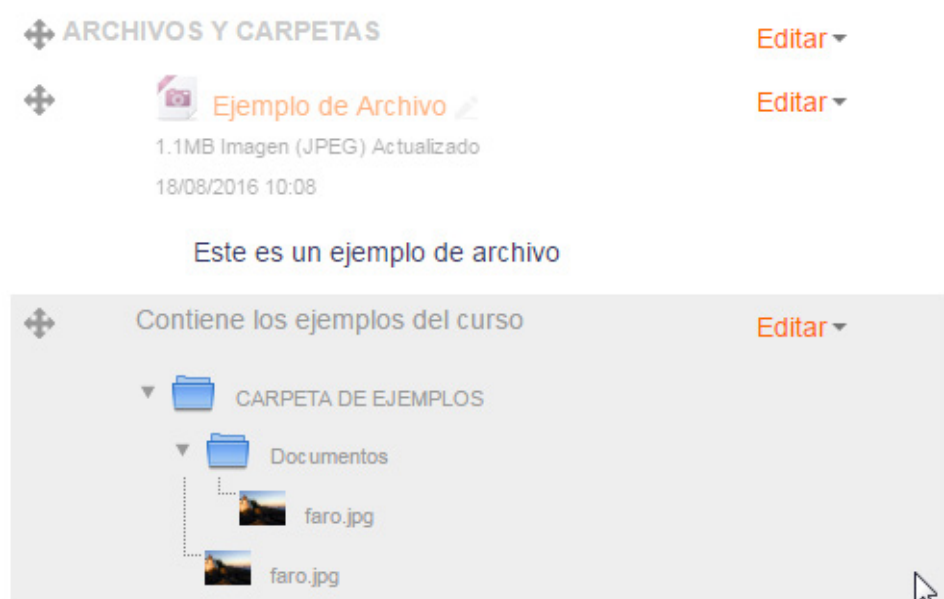 ARCHIVOS Y CARPETAS Editar
Ejemplo de Archivo Editar
1.1MB Imagen (JPEG) Actualizado
18/08/2016 10:08
Este es un ejemplo de archivo
Contiene los ejemplos del curso Editar
CARPETA DE EJEMPLOS
Documentos
faro.jpg
faro.jpg